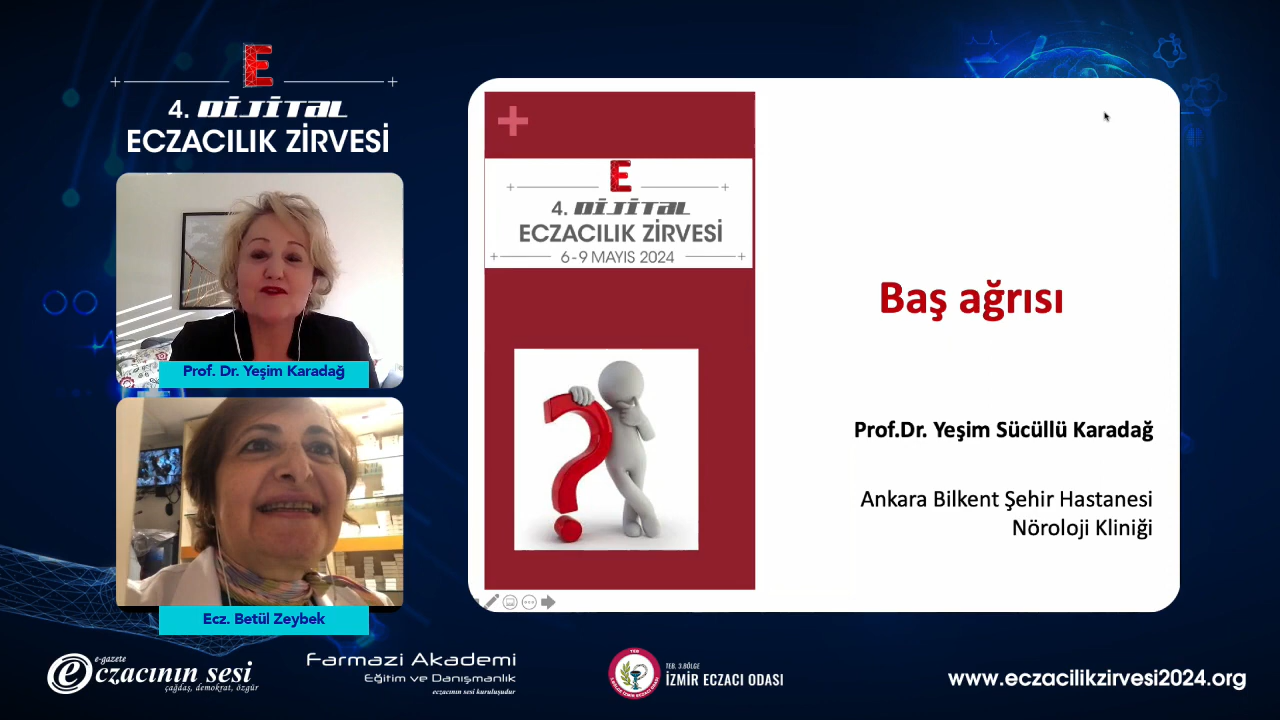 E
4. DİJİTAL
ECZACILIK ZİRVESİ
Prof. Dr. Yeşim Karadağ
Ecz. Betül Zeybek
E
4. DİJİTAL
ECZACILIK ZİRVESİ
6-9 MAYIS 2024
Baş ağrısı
Prof.Dr. Yeşim Sücüllü Karadağ
Ankara Bilkent Şehir Hastanesi
Nöroloji Kliniği
e-gazete
eczacının sesi
çağdaş, demokrat, özgür
Farmazi Akademi
Eğitim ve Danışmanlık
eczacının sesi kuruluşudur
TEB. 3.BÖLGE
İZMİR ECZACI ODASI
www.eczacilikzirvesi2024.org